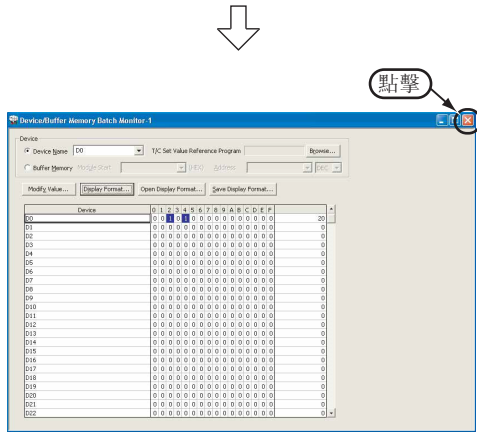 點擊
Device/Buffer Memory Batch Monitor-1
Device
Device Name D0 T/C Set Value Reference Program Browse...
Buffer Memory Module Start (HEX) Address DEC
Modify Value... Display Format... Open Display Format... Save Display Format...
Device 0 1 2 3 4 5 6 7 8 9 A B C D E F
D0 0 0 1 0 1 0 0 0 0 0 0 0 0 0 0 0 20
D1 0 0 0 0 0 0 0 0 0 0 0 0 0 0 0 0 0
D2 0 0 0 0 0 0 0 0 0 0 0 0 0 0 0 0 0
D3 0 0 0 0 0 0 0 0 0 0 0 0 0 0 0 0 0
D4 0 0 0 0 0 0 0 0 0 0 0 0 0 0 0 0 0
D5 0 0 0 0 0 0 0 0 0 0 0 0 0 0 0 0 0
D6 0 0 0 0 0 0 0 0 0 0 0 0 0 0 0 0 0
D7 0 0 0 0 0 0 0 0 0 0 0 0 0 0 0 0 0
D8 0 0 0 0 0 0 0 0 0 0 0 0 0 0 0 0 0
D9 0 0 0 0 0 0 0 0 0 0 0 0 0 0 0 0 0
D10 0 0 0 0 0 0 0 0 0 0 0 0 0 0 0 0 0
D11 0 0 0 0 0 0 0 0 0 0 0 0 0 0 0 0 0
D12 0 0 0 0 0 0 0 0 0 0 0 0 0 0 0 0 0
D13 0 0 0 0 0 0 0 0 0 0 0 0 0 0 0 0 0
D14 0 0 0 0 0 0 0 0 0 0 0 0 0 0 0 0 0
D15 0 0 0 0 0 0 0 0 0 0 0 0 0 0 0 0 0
D16 0 0 0 0 0 0 0 0 0 0 0 0 0 0 0 0 0
D17 0 0 0 0 0 0 0 0 0 0 0 0 0 0 0 0 0
D18 0 0 0 0 0 0 0 0 0 0 0 0 0 0 0 0 0
D19 0 0 0 0 0 0 0 0 0 0 0 0 0 0 0 0 0
D20 0 0 0 0 0 0 0 0 0 0 0 0 0 0 0 0 0
D21 0 0 0 0 0 0 0 0 0 0 0 0 0 0 0 0 0
D22 0 0 0 0 0 0 0 0 0 0 0 0 0 0 0 0 0